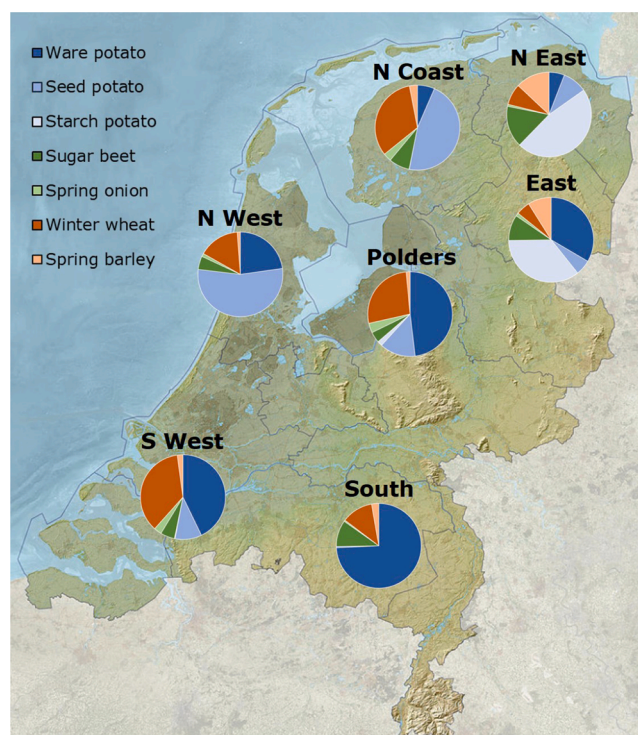 Ware potato
Seed potato
Starch potato
Sugar beet
Spring onion
Winter wheat
Spring barley
N Coast
N East
East
N West
Polders
S West
South